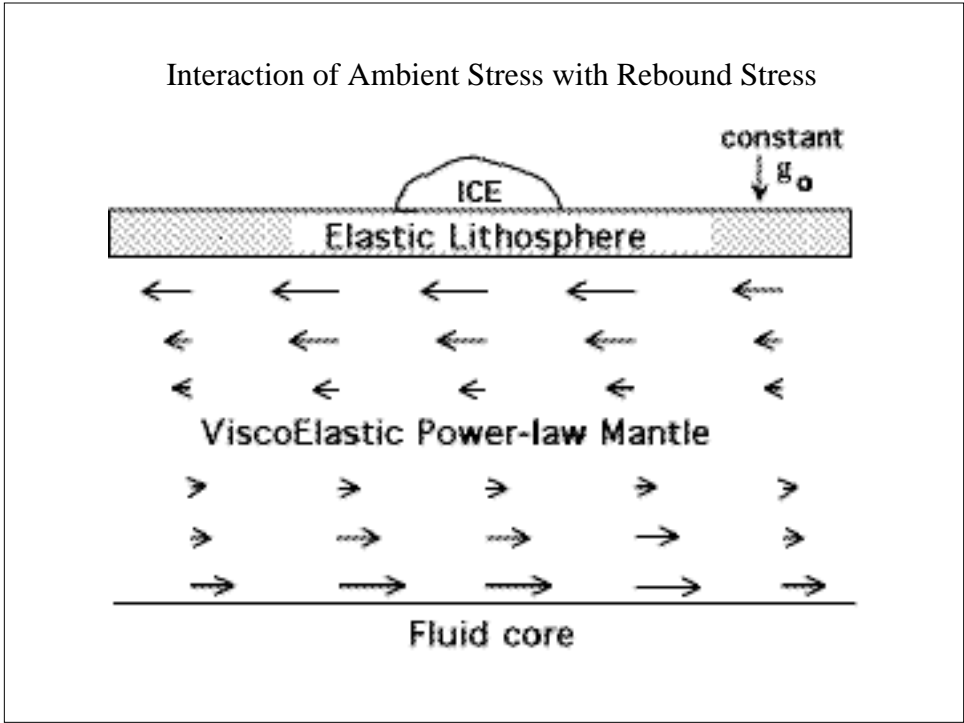 Interaction of Ambient Stress with Rebound Stress
constant
g₀
ICE
Elastic Lithosphere
ViscoElastic Power-law Mantle
Fluid core